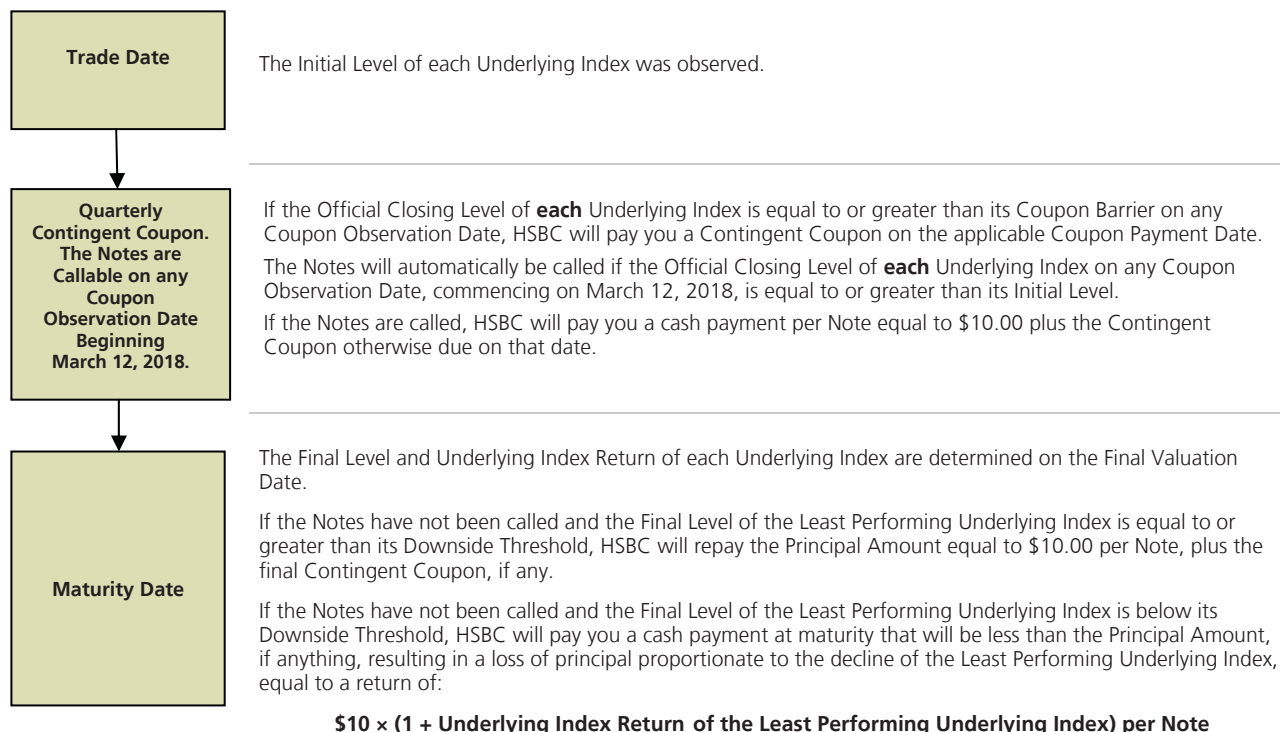 Trade Date
The Initial Level of each Underlying Index was observed.
Quarterly
Contingent Coupon.
The Notes are
Callable on any
Coupon
Observation Date
Beginning
March 12, 2018.
If the Official Closing Level of each Underlying Index is equal to or greater than its Coupon Barrier on any
Coupon Observation Date, HSBC will pay you a Contingent Coupon on the applicable Coupon Payment Date.
The Notes will automatically be called if the Official Closing Level of each Underlying Index on any Coupon
Observation Date, commencing on March 12, 2018, is equal to or greater than its Initial Level.
If the Notes are called, HSBC will pay you a cash payment per Note equal to $10.00 plus the Contingent
Coupon otherwise due on that date.
Maturity Date
The Final Level and Underlying Index Return of each Underlying Index are determined on the Final Valuation
Date.
If the Notes have not been called and the Final Level of the Least Performing Underlying Index is equal to or
greater than its Downside Threshold, HSBC will repay the Principal Amount equal to $10.00 per Note, plus the
final Contingent Coupon, if any.
If the Notes have not been called and the Final Level of the Least Performing Underlying Index is below its
Downside Threshold, HSBC will pay you a cash payment at maturity that will be less than the Principal Amount,
if anything, resulting in a loss of principal proportionate to the decline of the Least Performing Underlying Index,
equal to a return of:
$10 × (1 + Underlying Index Return of the Least Performing Underlying Index) per Note